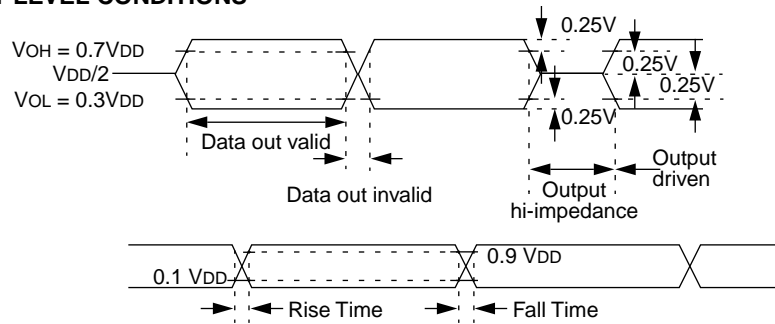 LEVEL CONDITIONS
VOH = 0.7VDD
VDD/2
VOL = 0.3VDD
0.25V
0.25V
0.25V
0.25V
Data out valid
Data out invalid
Output
hi-impedance
Output
driven
0.1 VDD
0.9 VDD
Rise Time
Fall Time